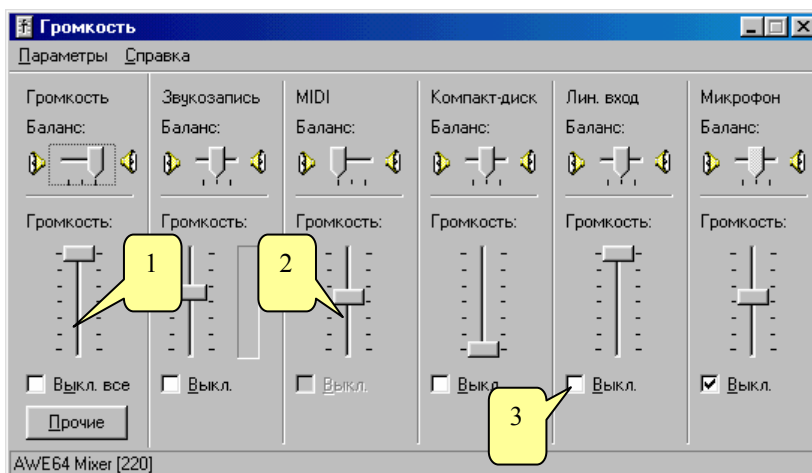 Громкость
Параметры Справка
Громкость Звукозапись MIDI Компакт-диск Лин. вход Микрофон
Баланс: Баланс: Баланс: Баланс: Баланс: Баланс:
Громкость: Громкость: Громкость: Громкость: Громкость: Громкость:
1 2
Выкл. все Выкл. Выкл. Выкл. Выкл. Выкл.
3
Прочие
AWE64 Mixer [220]